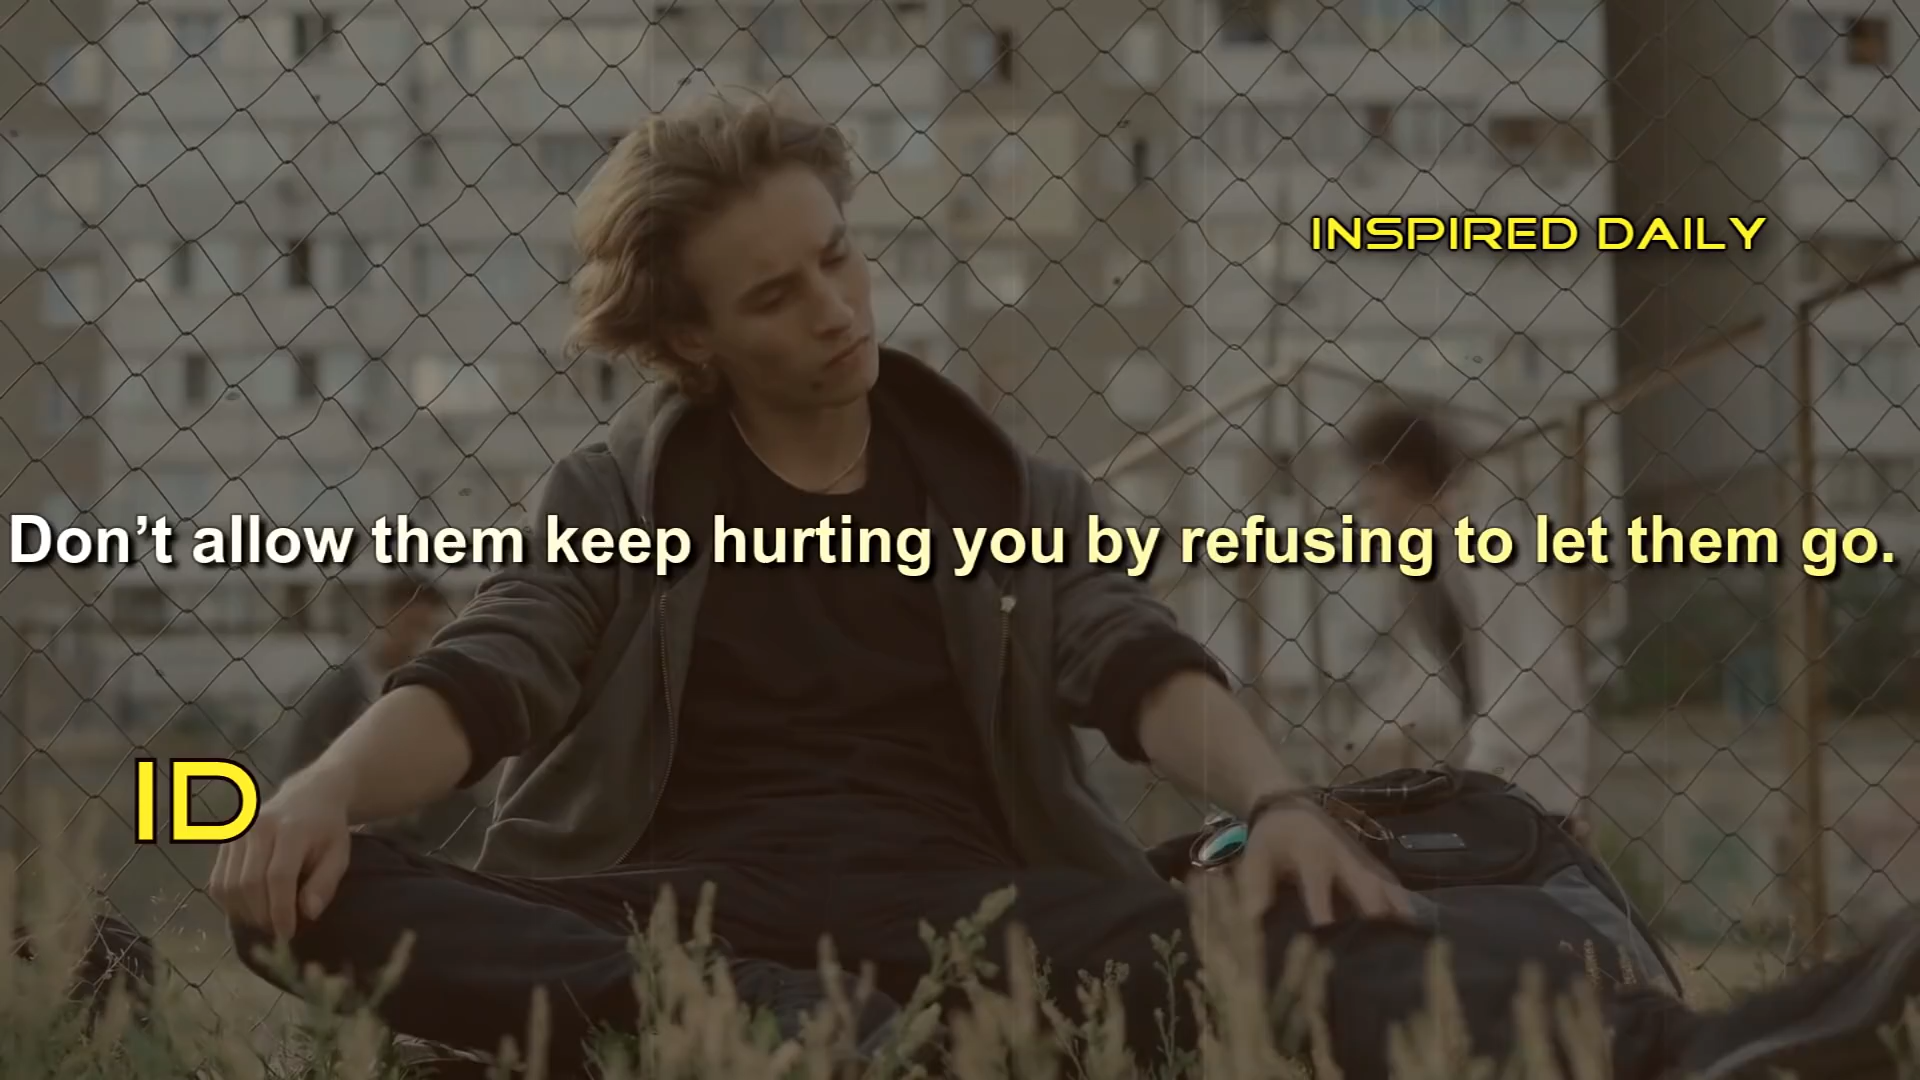 INSPIRED DAILY
Don’t allow them keep hurting you by refusing to let them go.
ID